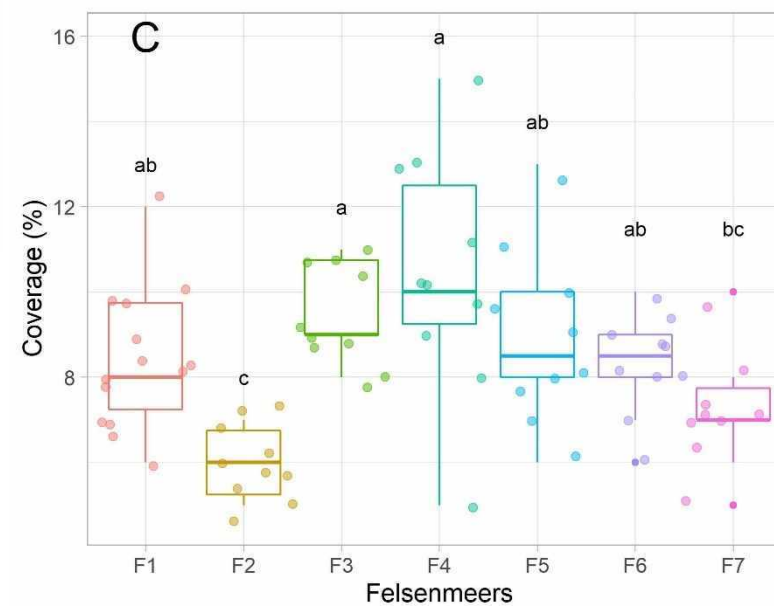 C
16
a
ab
ab
a
12
ab
bc
c
8
Coverage (%)
F1 F2 F3 F4 F5 F6 F7
Felsenmeers